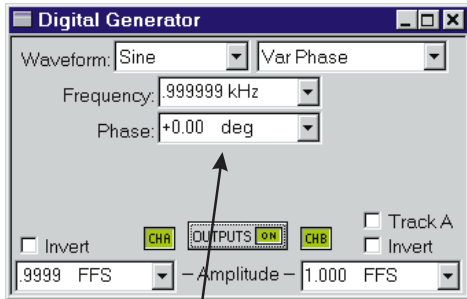 Digital Generator
Waveform: Sine Var Phase
Frequency: .999999 kHz
Phase: +0.00 deg
Track A
Invert CHA OUTPUTS ON CHB Invert
.9999 FFS – Amplitude – 1.000 FFS